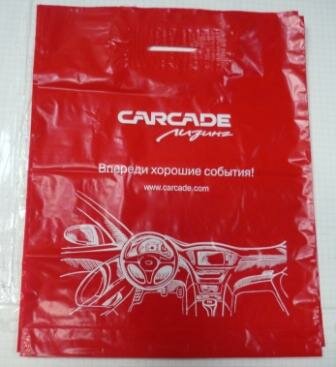 CARCADE
лизинг
Впереди хорошие события!
www.carcade.com